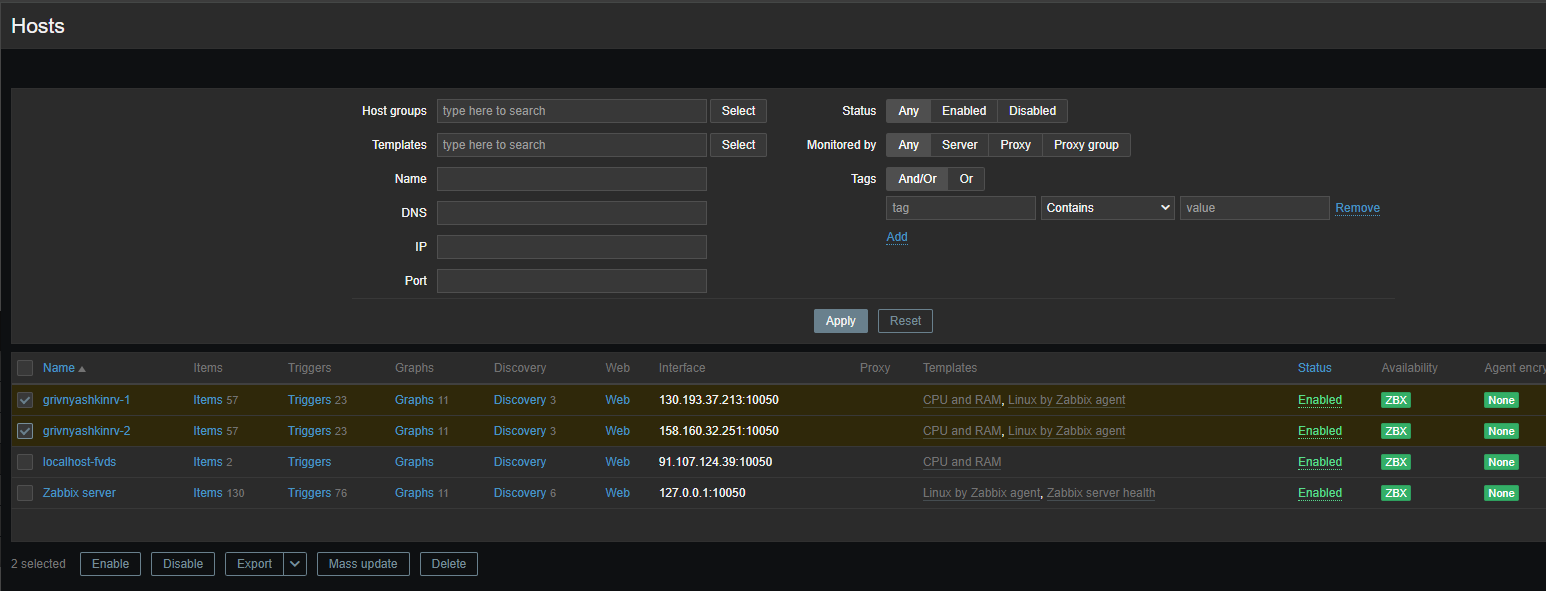 Hosts
Host groups type here to search Select Status Any Enabled Disabled
Templates type here to search Select Monitored by Any Server Proxy Proxy group
Name Tags And/Or Or
DNS tag Contains value Remove
IP Add
Port
Apply Reset
Name Items Triggers Graphs Discovery Web Interface Proxy Templates Status Availability Agent encry
grivnyashkinrv-1 Items 57 Triggers 23 Graphs 11 Discovery 3 Web 130.193.37.213:10050 CPU and RAM, Linux by Zabbix agent Enabled ZBX None
grivnyashkinrv-2 Items 57 Triggers 23 Graphs 11 Discovery 3 Web 158.160.32.251:10050 CPU and RAM, Linux by Zabbix agent Enabled ZBX None
localhost-fvds Items 2 Triggers Graphs Discovery Web 91.107.124.39:10050 CPU and RAM Enabled ZBX None
Zabbix server Items 130 Triggers 76 Graphs 11 Discovery 6 Web 127.0.0.1:10050 Linux by Zabbix agent, Zabbix server health Enabled ZBX None
2 selected Enable Disable Export Mass update Delete